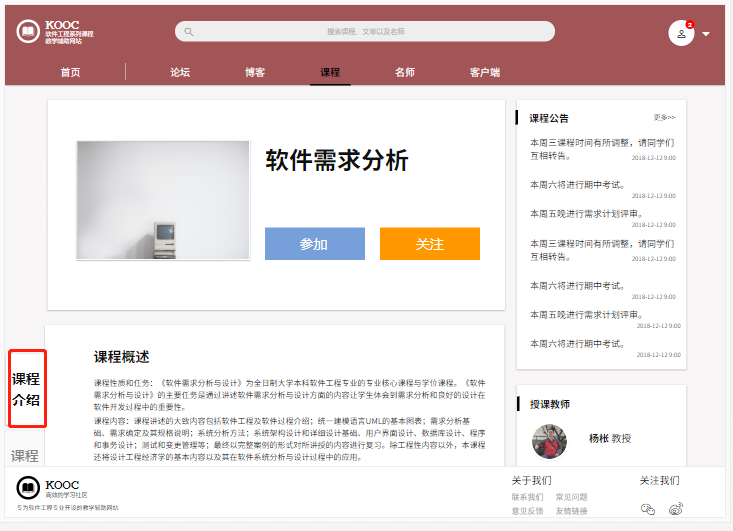 KOOC
软件工程系列课程
教学辅助网站
搜索课程、文章以及名师
2
首页
论坛
博客
课程
名师
客户端
软件需求分析
参加
关注
课程公告
更多>>
本周三课程时间有所调整，请同学们
互相转告。
2018-12-12 9:00
本周六将进行期中考试。
2018-12-12 9:00
本周五晚进行需求计划评审。
2018-12-12 9:00
本周三课程时间有所调整，请同学们
互相转告。
2018-12-12 9:00
本周六将进行期中考试。
2018-12-12 9:00
本周五晚进行需求计划评审。
2018-12-12 9:00
本周六将进行期中考试。
2018-12-12 9:00
课程
介绍
课程
课程概述
课程性质和任务：《软件需求分析与设计》为全日制大学本科软件工程专业的专业核心课程与学位课程。《软件
需求分析与设计》的主要任务是通过讲述软件需求分析与设计方面的内容让学生体会到需求分析和良好的设计在
软件开发过程中的重要性。
课程内容：课程讲述的大致内容包括软件工程及软件过程介绍；统一建模语言UML的基本图表；需求分析基
础、需求确定及其规格说明；系统分析方法；系统架构设计和详细设计基础、用户界面设计、数据库设计、程序
和事务设计；测试和变更管理等；最终以完整案例的形式对所讲授的内容进行复习。除工程性内容以外，本课程
还将设计工程经济学的基本内容以及其在软件系统分析与设计过程中的应用。
授课教师
杨枨 教授
KOOC
高效的学习社区
5为软件工程专业开设的教学辅助网站
关于我们
联系我们 常见问题
意见反馈 友情链接
关注我们